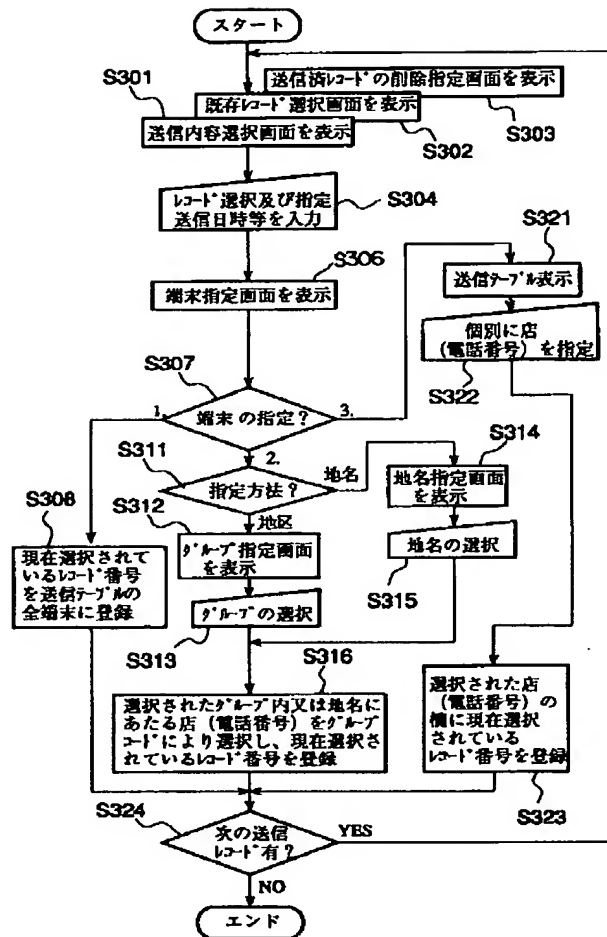 スタート
S301
送信済レコードの削除指定画面を表示
既存レコード選択画面を表示
S303
送信内容選択画面を表示
S302
レコード選択及び指定
送信日時等を入力
S304
S321
S306
送信テーブル表示
端末指定画面を表示
個別に店
(電話番号)を指定
S307
S322
1.
端末の指定?
3.
2.
S311
S314
地名
指定方法?
地名指定画面
を表示
S308
S312
地区
現在選択されて
いるレコード番号
を送信テーブルの
全端末に登録
グループ指定画面
を表示
地名の選択
S315
グループの選択
S313
S316
選択されたグループ内又は地名に
あたる店(電話番号)をグループ
コードにより選択し、現在選択さ
れているレコード番号を登録
選択された店
(電話番号)の
欄に現在選択
されている
レコード番号を登録
S323
S324
次の送信
レコード有?
YES
NO
エンド